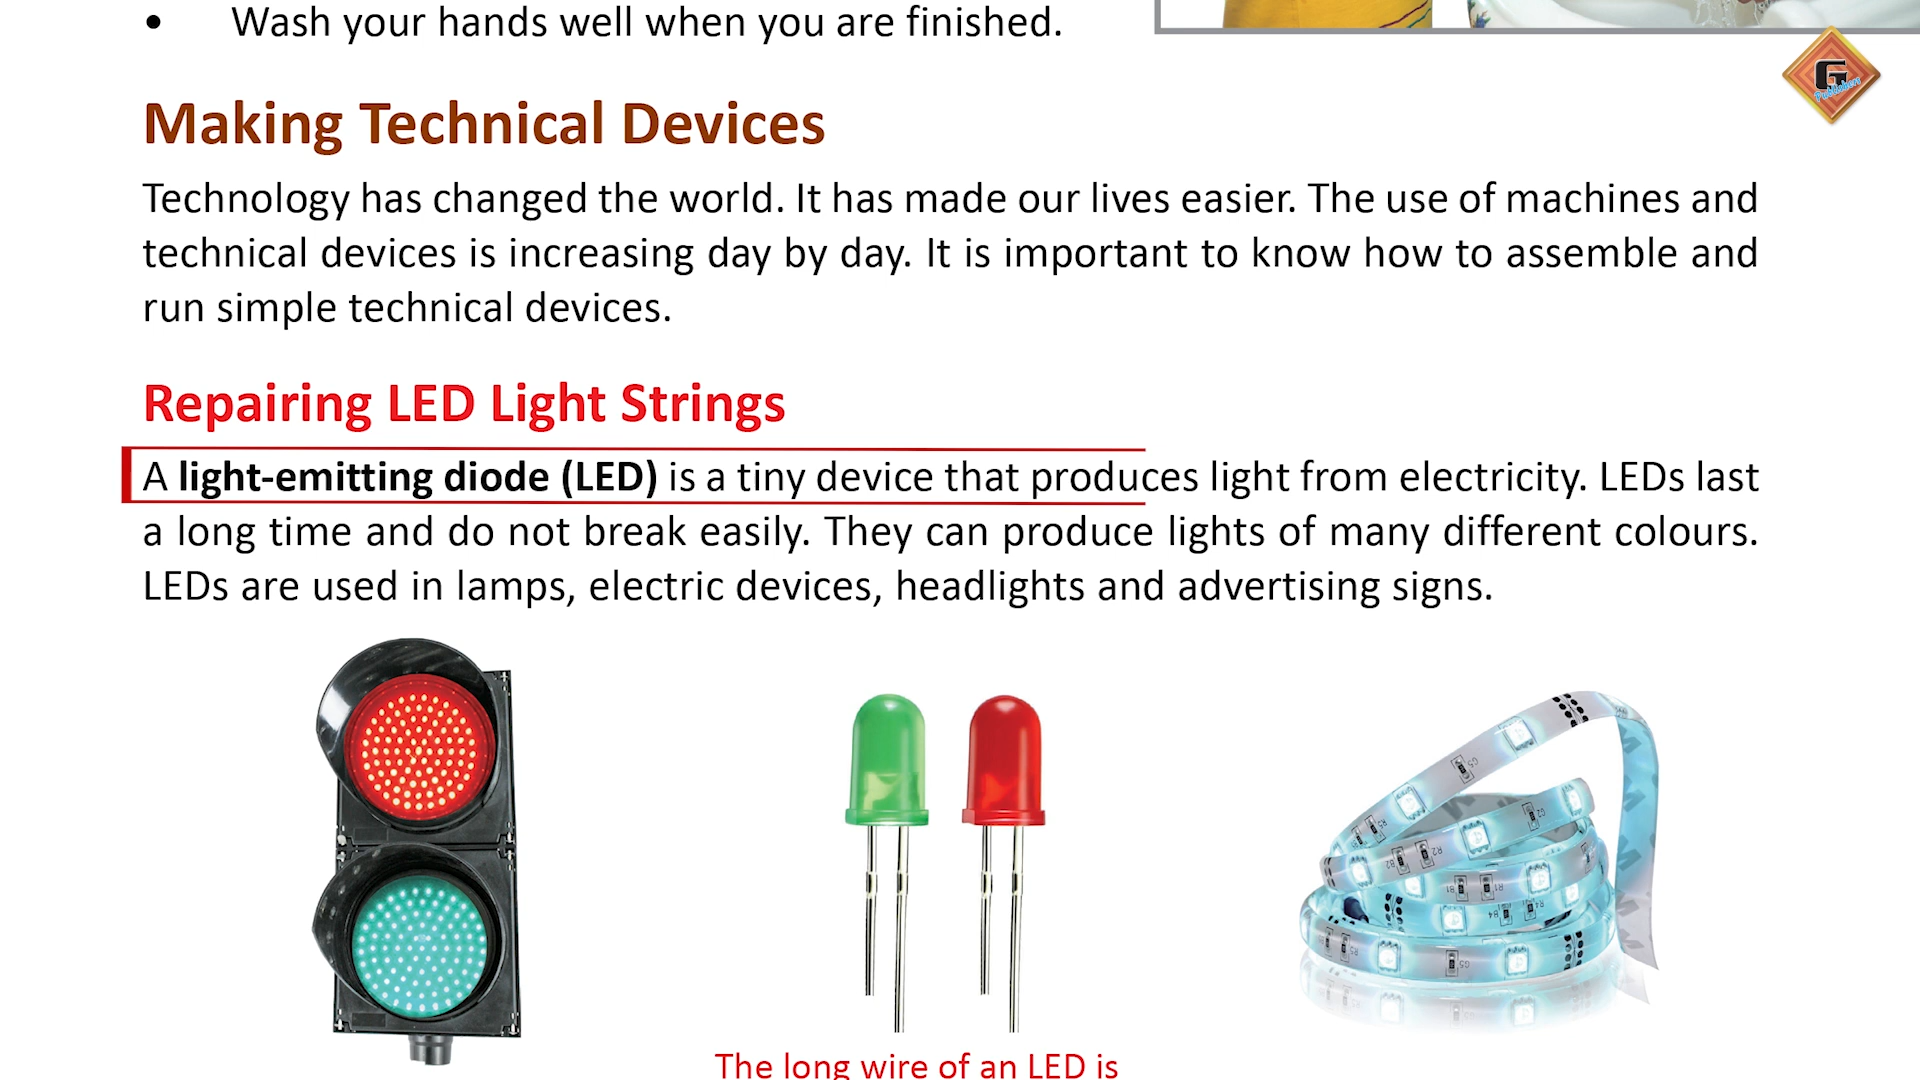 • Wash your hands well when you are finished.
G
Publishers
Making Technical Devices
Technology has changed the world. It has made our lives easier. The use of machines and
technical devices is increasing day by day. It is important to know how to assemble and
run simple technical devices.
Repairing LED Light Strings
A light-emitting diode (LED) is a tiny device that produces light from electricity. LEDs last
a long time and do not break easily. They can produce lights of many different colours.
LEDs are used in lamps, electric devices, headlights and advertising signs.
The long wire of an LED is